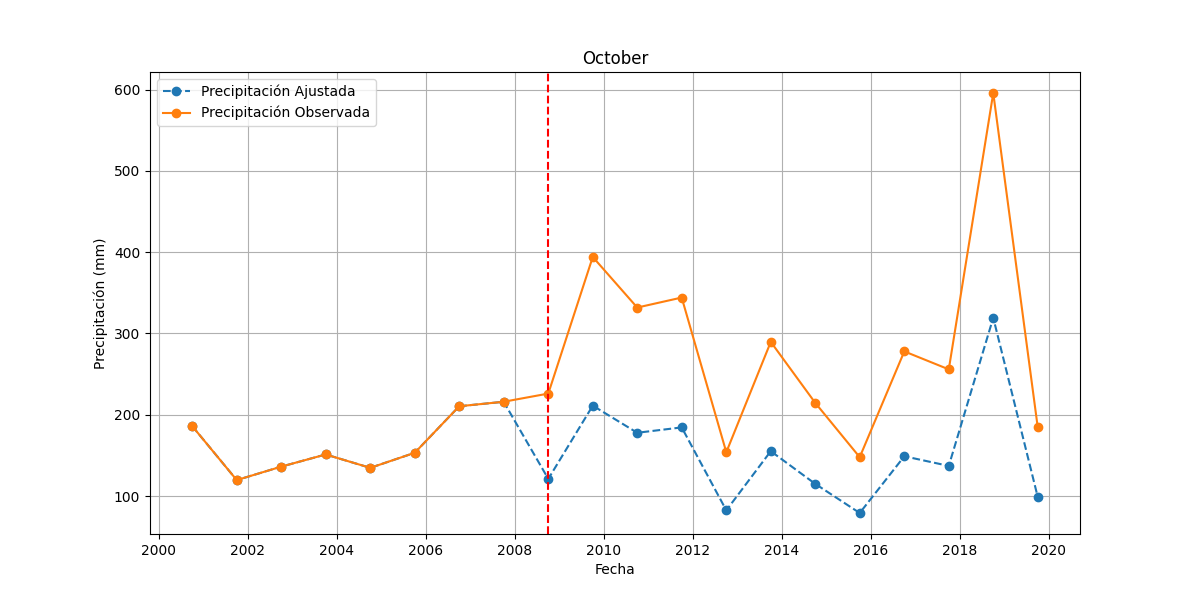 October
Precipitación Ajustada
Precipitación Observada
600
500
400
300
200
100
Precipitación (mm)
2000 2002 2004 2006 2008 2010 2012 2014 2016 2018 2020
Fecha